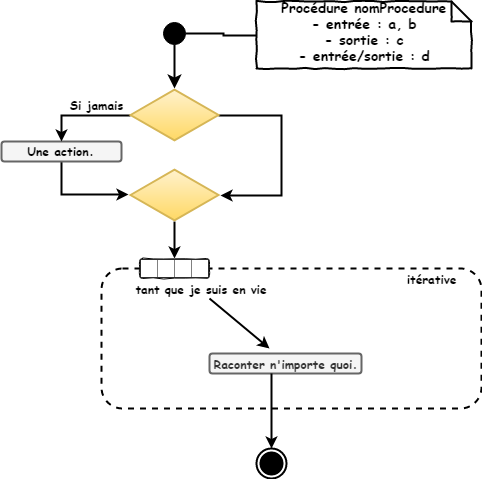 Procédure nomProcedure
- entrée : a, b
- sortie : c
- entrée/sortie : d
Si jamais
Une action.
itérative
tant que je suis en vie
Raconter n'importe quoi.